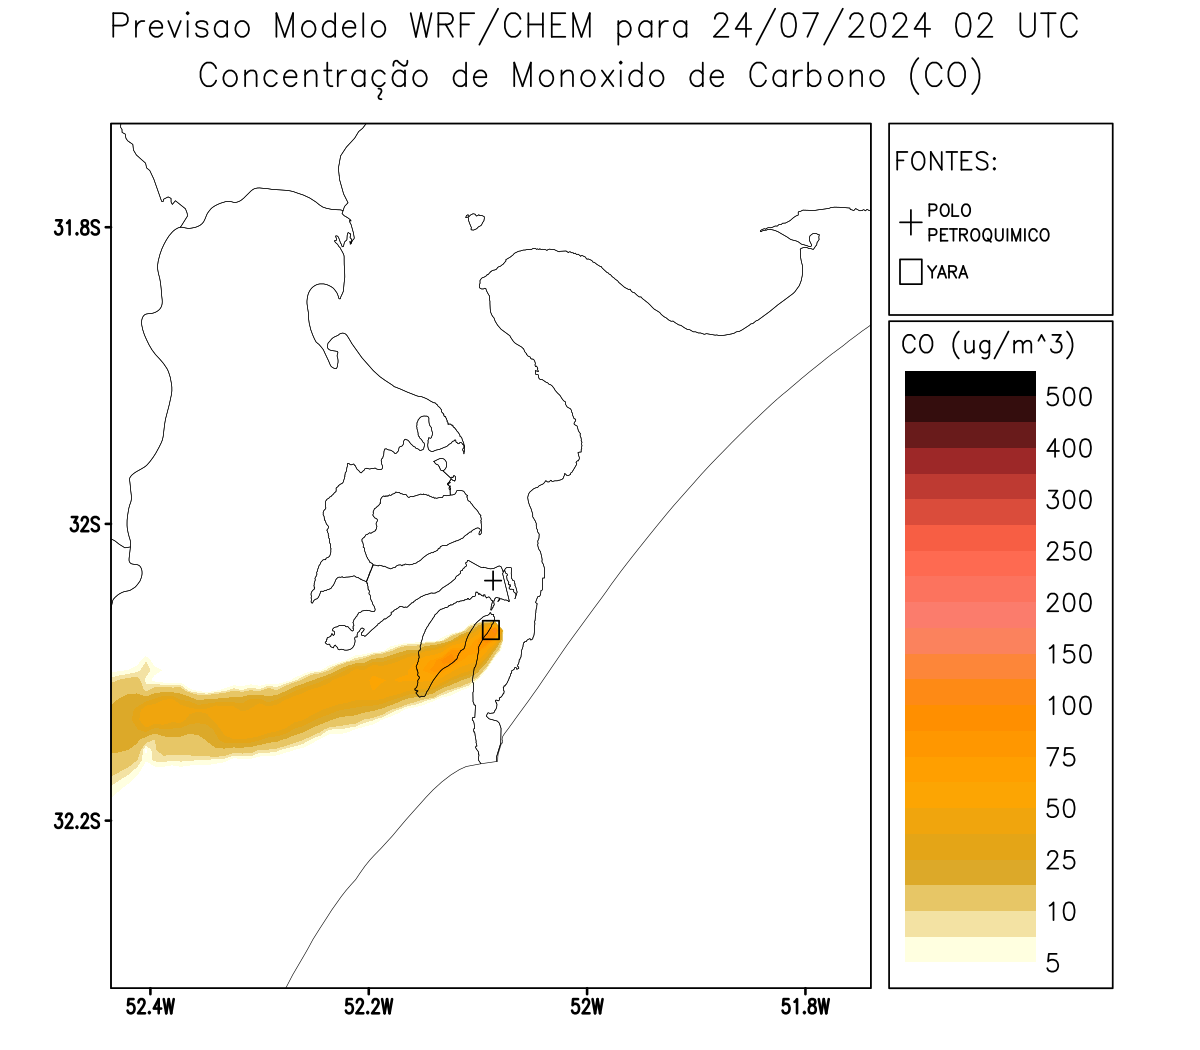 Previsao Modelo WRF/CHEM para 24/07/2024 02 UTC
Concentração de Monoxido de Carbono (CO)
FONTES:
POLO
PETROQUIMICO
YARA
CO (ug/m^3)
500
400
300
250
200
150
100
75
50
25
10
5
31.8S
32S
32.2S
52.4W
52.2W
52W
51.8W